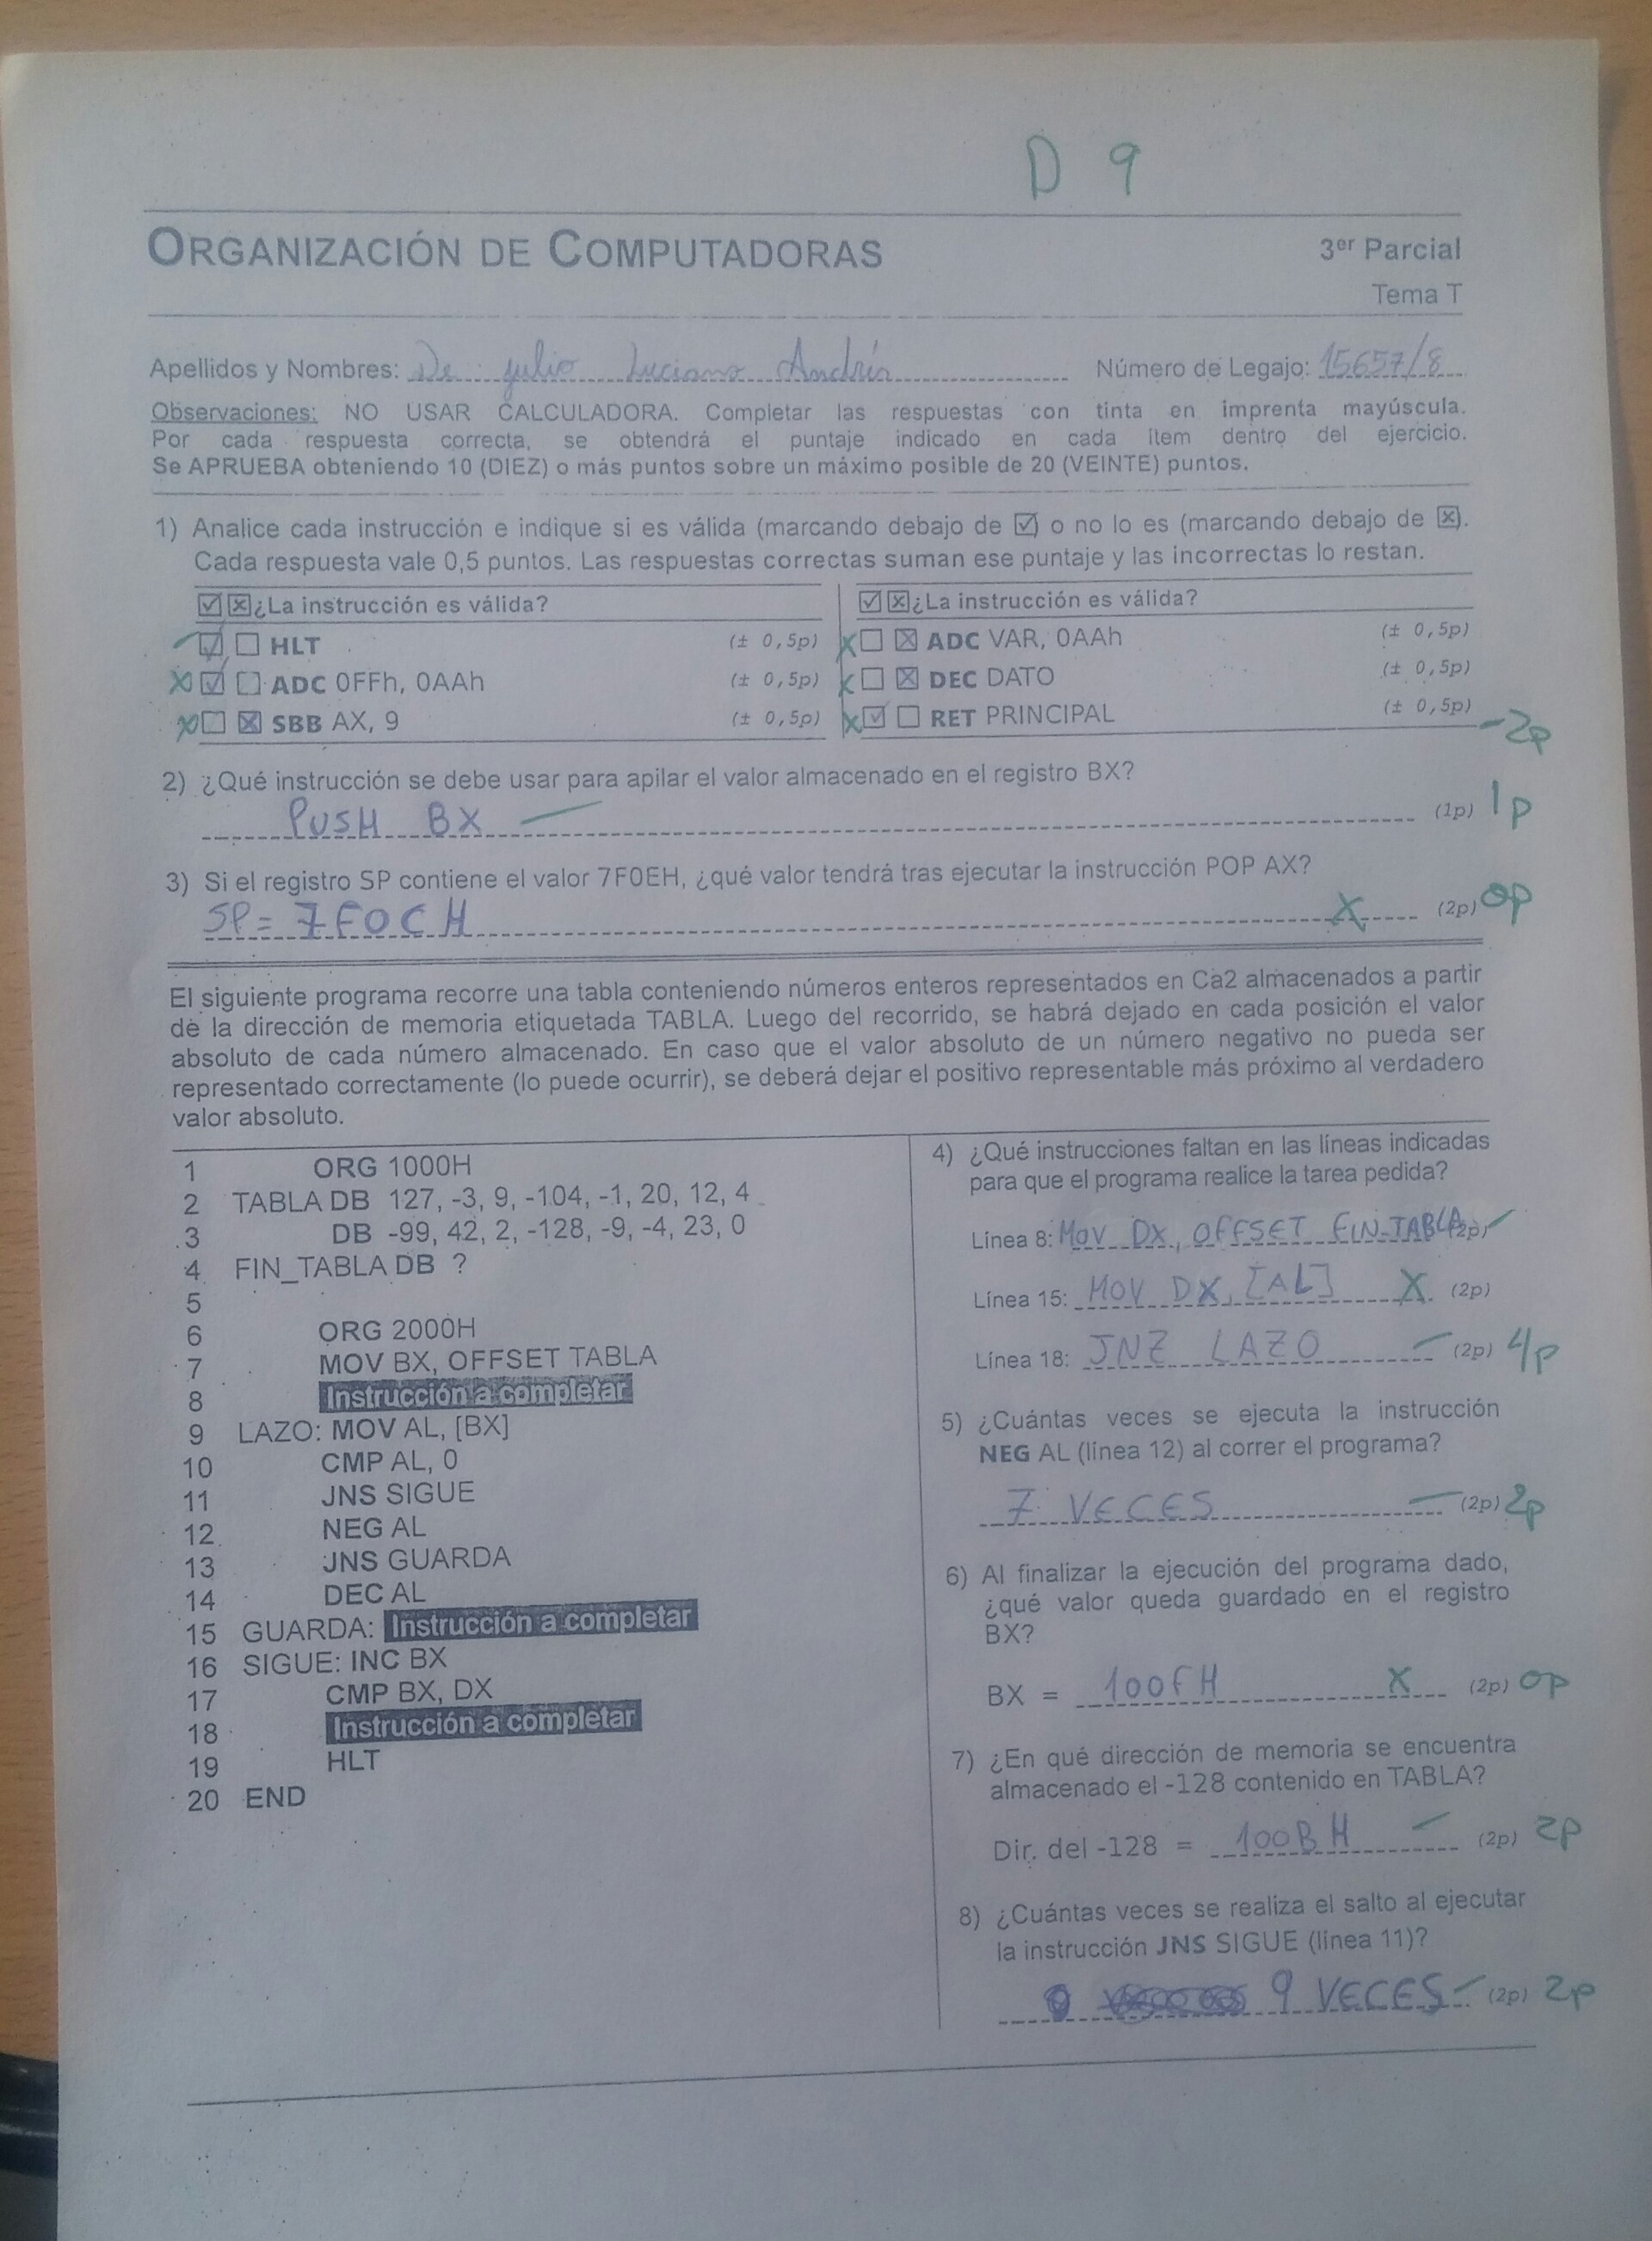 D 9
ORGANIZACIÓN DE COMPUTADORAS
3er Parcial
Tema T
Apellidos y Nombres: De Julio Luciano Andrés Número de Legajo: 15657/8
Observaciones: NO USAR CALCULADORA. Completar las respuestas con tinta en imprenta mayúscula.
Por cada respuesta correcta, se obtendrá el puntaje indicado en cada ítem dentro del ejercicio.
Se APRUEBA obteniendo 10 (DIEZ) o más puntos sobre un máximo posible de 20 (VEINTE) puntos.
1) Analice cada instrucción e indique si es válida (marcando debajo de ☑) o no lo es (marcando debajo de ☒).
Cada respuesta vale 0,5 puntos. Las respuestas correctas suman ese puntaje y las incorrectas lo restan.
☑ ☒ ¿La instrucción es válida?
☑ ☐ HLT (± 0,5p)
X ☑ ☐ ADC 0FFh, 0AAh (± 0,5p)
X ☐ ☒ SBB AX, 9 (± 0,5p)
☑ ☒ ¿La instrucción es válida?
X ☐ ☒ ADC VAR, 0AAh (± 0,5p)
X ☐ ☒ DEC DATO (± 0,5p)
X ☑ ☐ RET PRINCIPAL (± 0,5p)
-2p
2) ¿Qué instrucción se debe usar para apilar el valor almacenado en el registro BX?
PUSH BX (1p) 1p
3) Si el registro SP contiene el valor 7F0EH, ¿qué valor tendrá tras ejecutar la instrucción POP AX?
SP = 7F0CH X (2p) 0p
El siguiente programa recorre una tabla conteniendo números enteros representados en Ca2 almacenados a partir
de la dirección de memoria etiquetada TABLA. Luego del recorrido, se habrá dejado en cada posición el valor
absoluto de cada número almacenado. En caso que el valor absoluto de un número negativo no pueda ser
representado correctamente (lo puede ocurrir), se deberá dejar el positivo representable más próximo al verdadero
valor absoluto.
1 ORG 1000H
2 TABLA DB 127, -3, 9, -104, -1, 20, 12, 4
3 DB -99, 42, 2, -128, -9, -4, 23, 0
4 FIN_TABLA DB ?
5
6 ORG 2000H
7 MOV BX, OFFSET TABLA
8 Instrucción a completar
9 LAZO: MOV AL, [BX]
10 CMP AL, 0
11 JNS SIGUE
12 NEG AL
13 JNS GUARDA
14 DEC AL
15 GUARDA: Instrucción a completar
16 SIGUE: INC BX
17 CMP BX, DX
18 Instrucción a completar
19 HLT
20 END
4) ¿Qué instrucciones faltan en las líneas indicadas
para que el programa realice la tarea pedida?
Línea 8: MOV DX, OFFSET FIN_TABLA (2p)
Línea 15: MOV DX, [AL] X (2p)
Línea 18: JNZ LAZO (2p) 4p
5) ¿Cuántas veces se ejecuta la instrucción
NEG AL (línea 12) al correr el programa?
7 VECES (2p) 2p
6) Al finalizar la ejecución del programa dado,
¿qué valor queda guardado en el registro
BX?
BX = 100FH X (2p) 0p
7) ¿En qué dirección de memoria se encuentra
almacenado el -128 contenido en TABLA?
Dir. del -128 = 100B H (2p) 2p
8) ¿Cuántas veces se realiza el salto al ejecutar
la instrucción JNS SIGUE (línea 11)?
9 VECES (2p) 2p